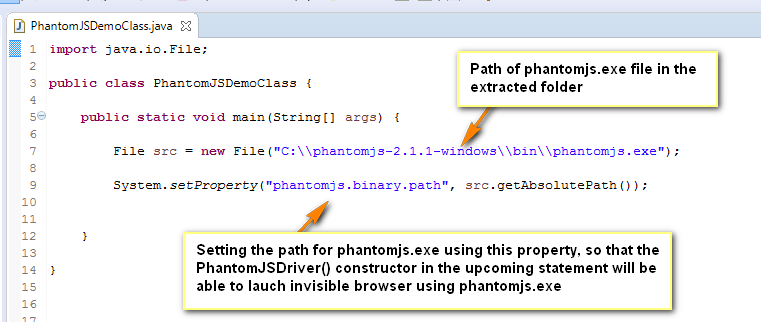 PhantomJSDemoClass.java
1 import java.io.File;
2
3 public class PhantomJSDemoClass {
4
5 public static void main(String[] args) {
6
7 File src = new File("C:\\phantomjs-2.1.1-windows\\bin\\phantomjs.exe");
8
9 System.setProperty("phantomjs.binary.path", src.getAbsolutePath());
10
11
12 }
13
14 }
15
16
17
Path of phantomjs.exe file in the
extracted folder
Setting the path for phantomjs.exe using this property, so that the
PhantomJSDriver() constructor in the upcoming statement will be
able to lauch invisible browser using phantomjs.exe